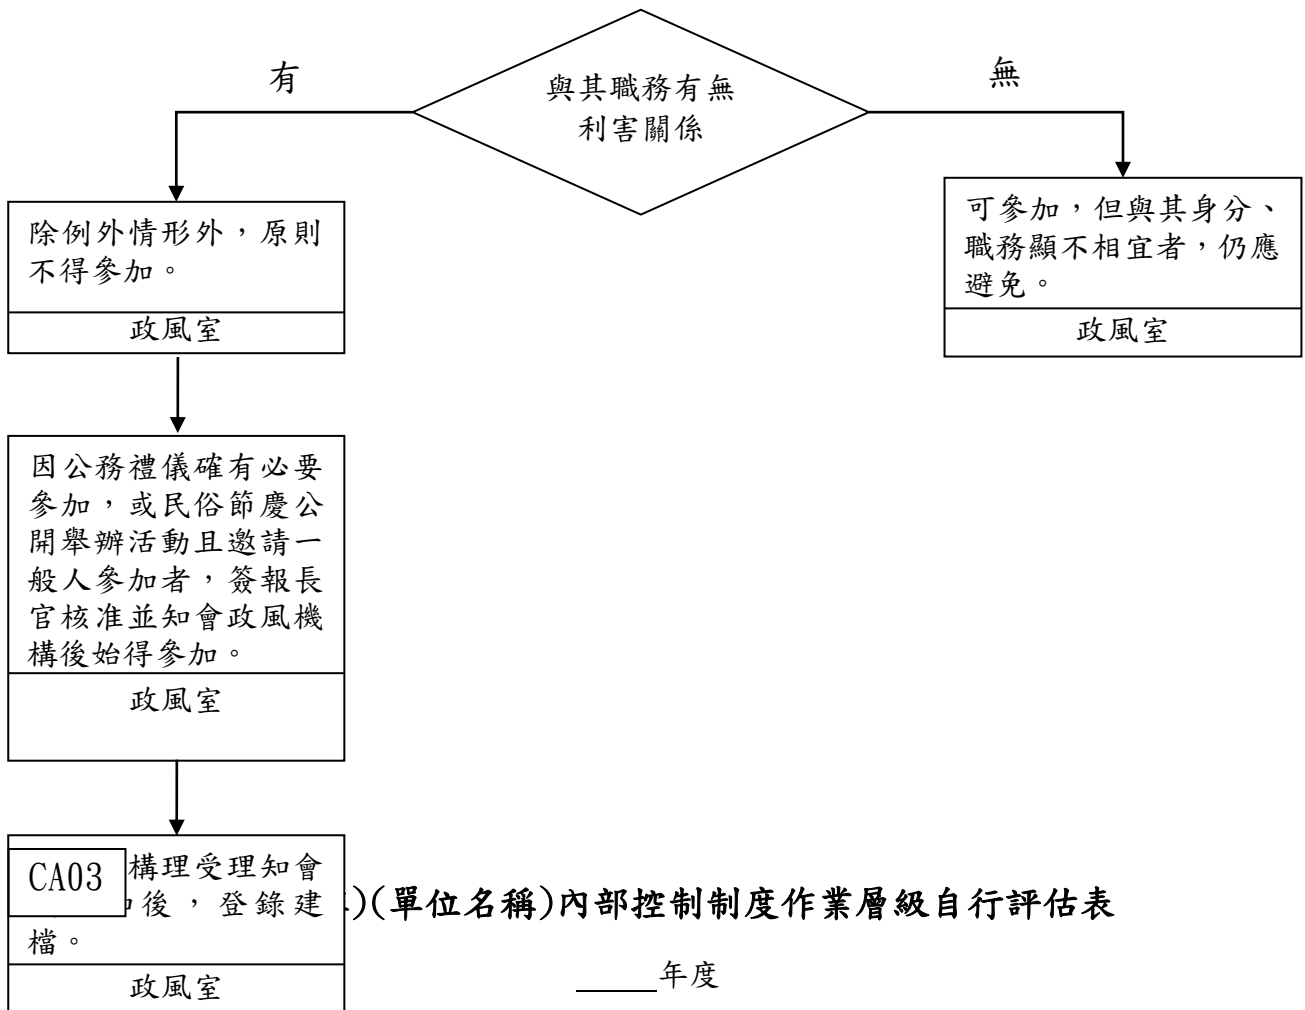 與其職務有無
利害關係
有
無
除例外情形外，原則
不得參加。
政風室
可參加，但與其身分、
職務顯不相宜者，仍應
避免。
政風室
因公務禮儀確有必要
參加，或民俗節慶公
開舉辦活動且邀請一
般人參加者，簽報長
官核准並知會政風機
構後始得參加。
政風室
CA03
構理受理知會
後，登錄建
檔。
政風室
)(單位名稱)內部控制制度作業層級自行評估表
年度